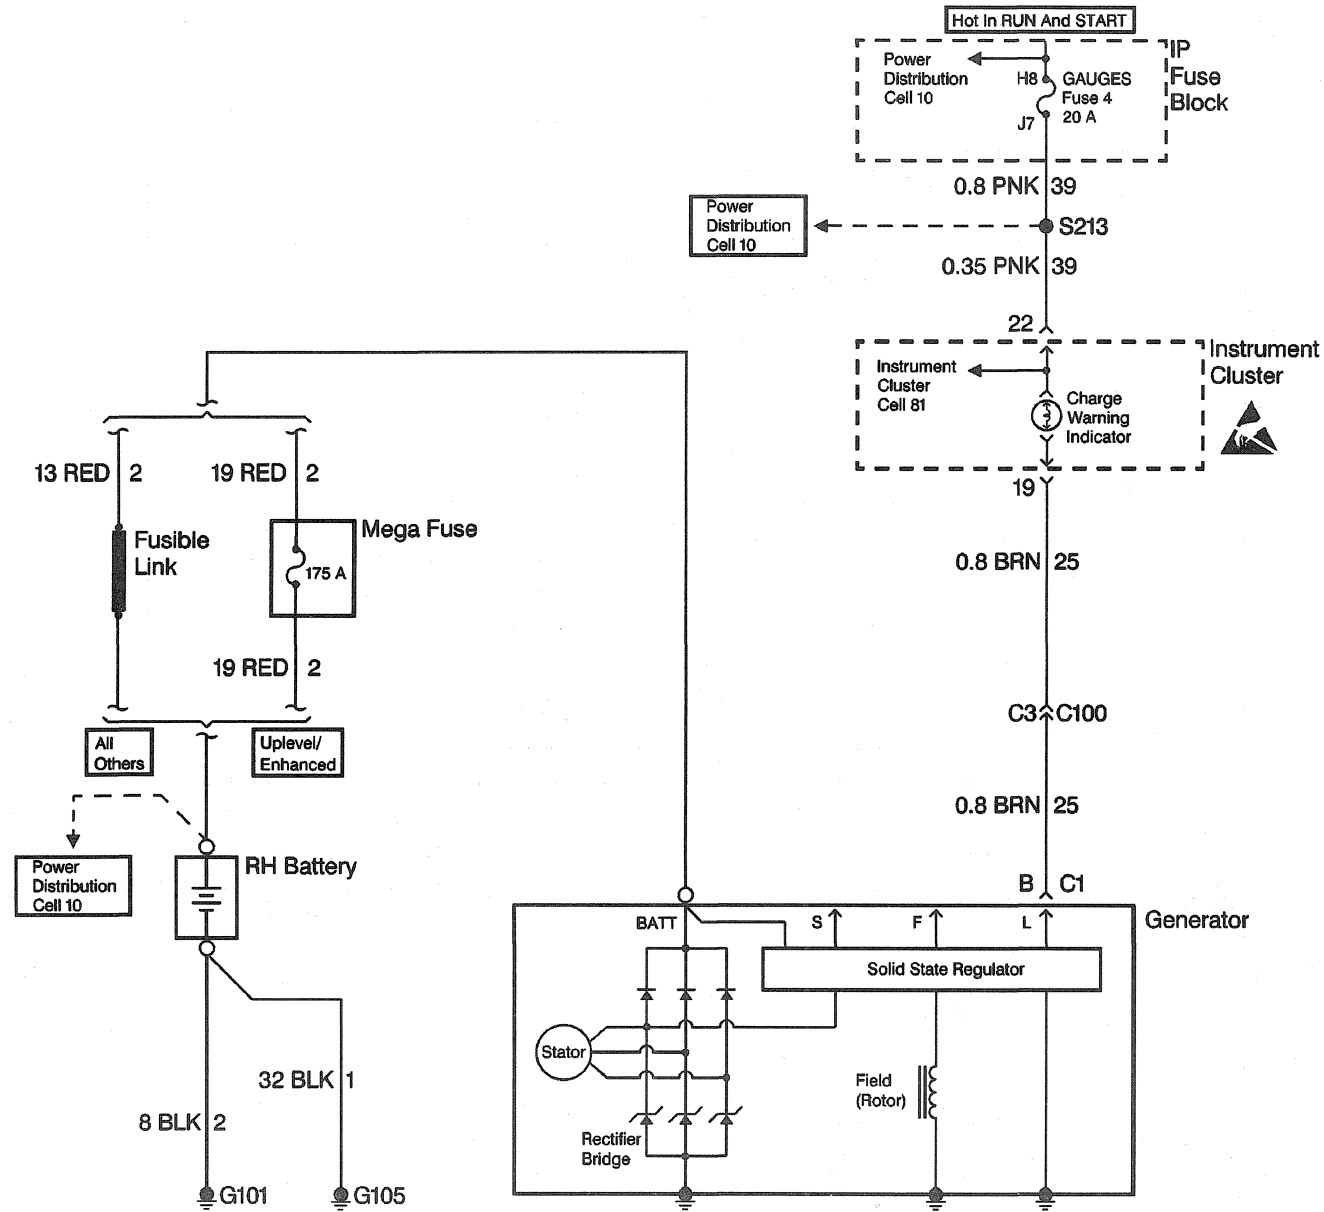 Hot In RUN And START
IP
Fuse
Block
Power
Distribution
Cell 10
H8
GAUGES
Fuse 4
20 A
J7
0.8 PNK 39
Power
Distribution
Cell 10
S213
0.35 PNK 39
22
Instrument
Cluster
Instrument
Cluster
Cell 81
Charge
Warning
Indicator
19
13 RED 2
19 RED 2
Fusible
Link
Mega Fuse
175 A
0.8 BRN 25
19 RED 2
C3 C100
All
Others
Uplevel/
Enhanced
0.8 BRN 25
Power
Distribution
Cell 10
RH Battery
B C1
BATT
S
F
L
Generator
Solid State Regulator
Stator
Field
(Rotor)
32 BLK 1
8 BLK 2
Rectifier
Bridge
G101
G105